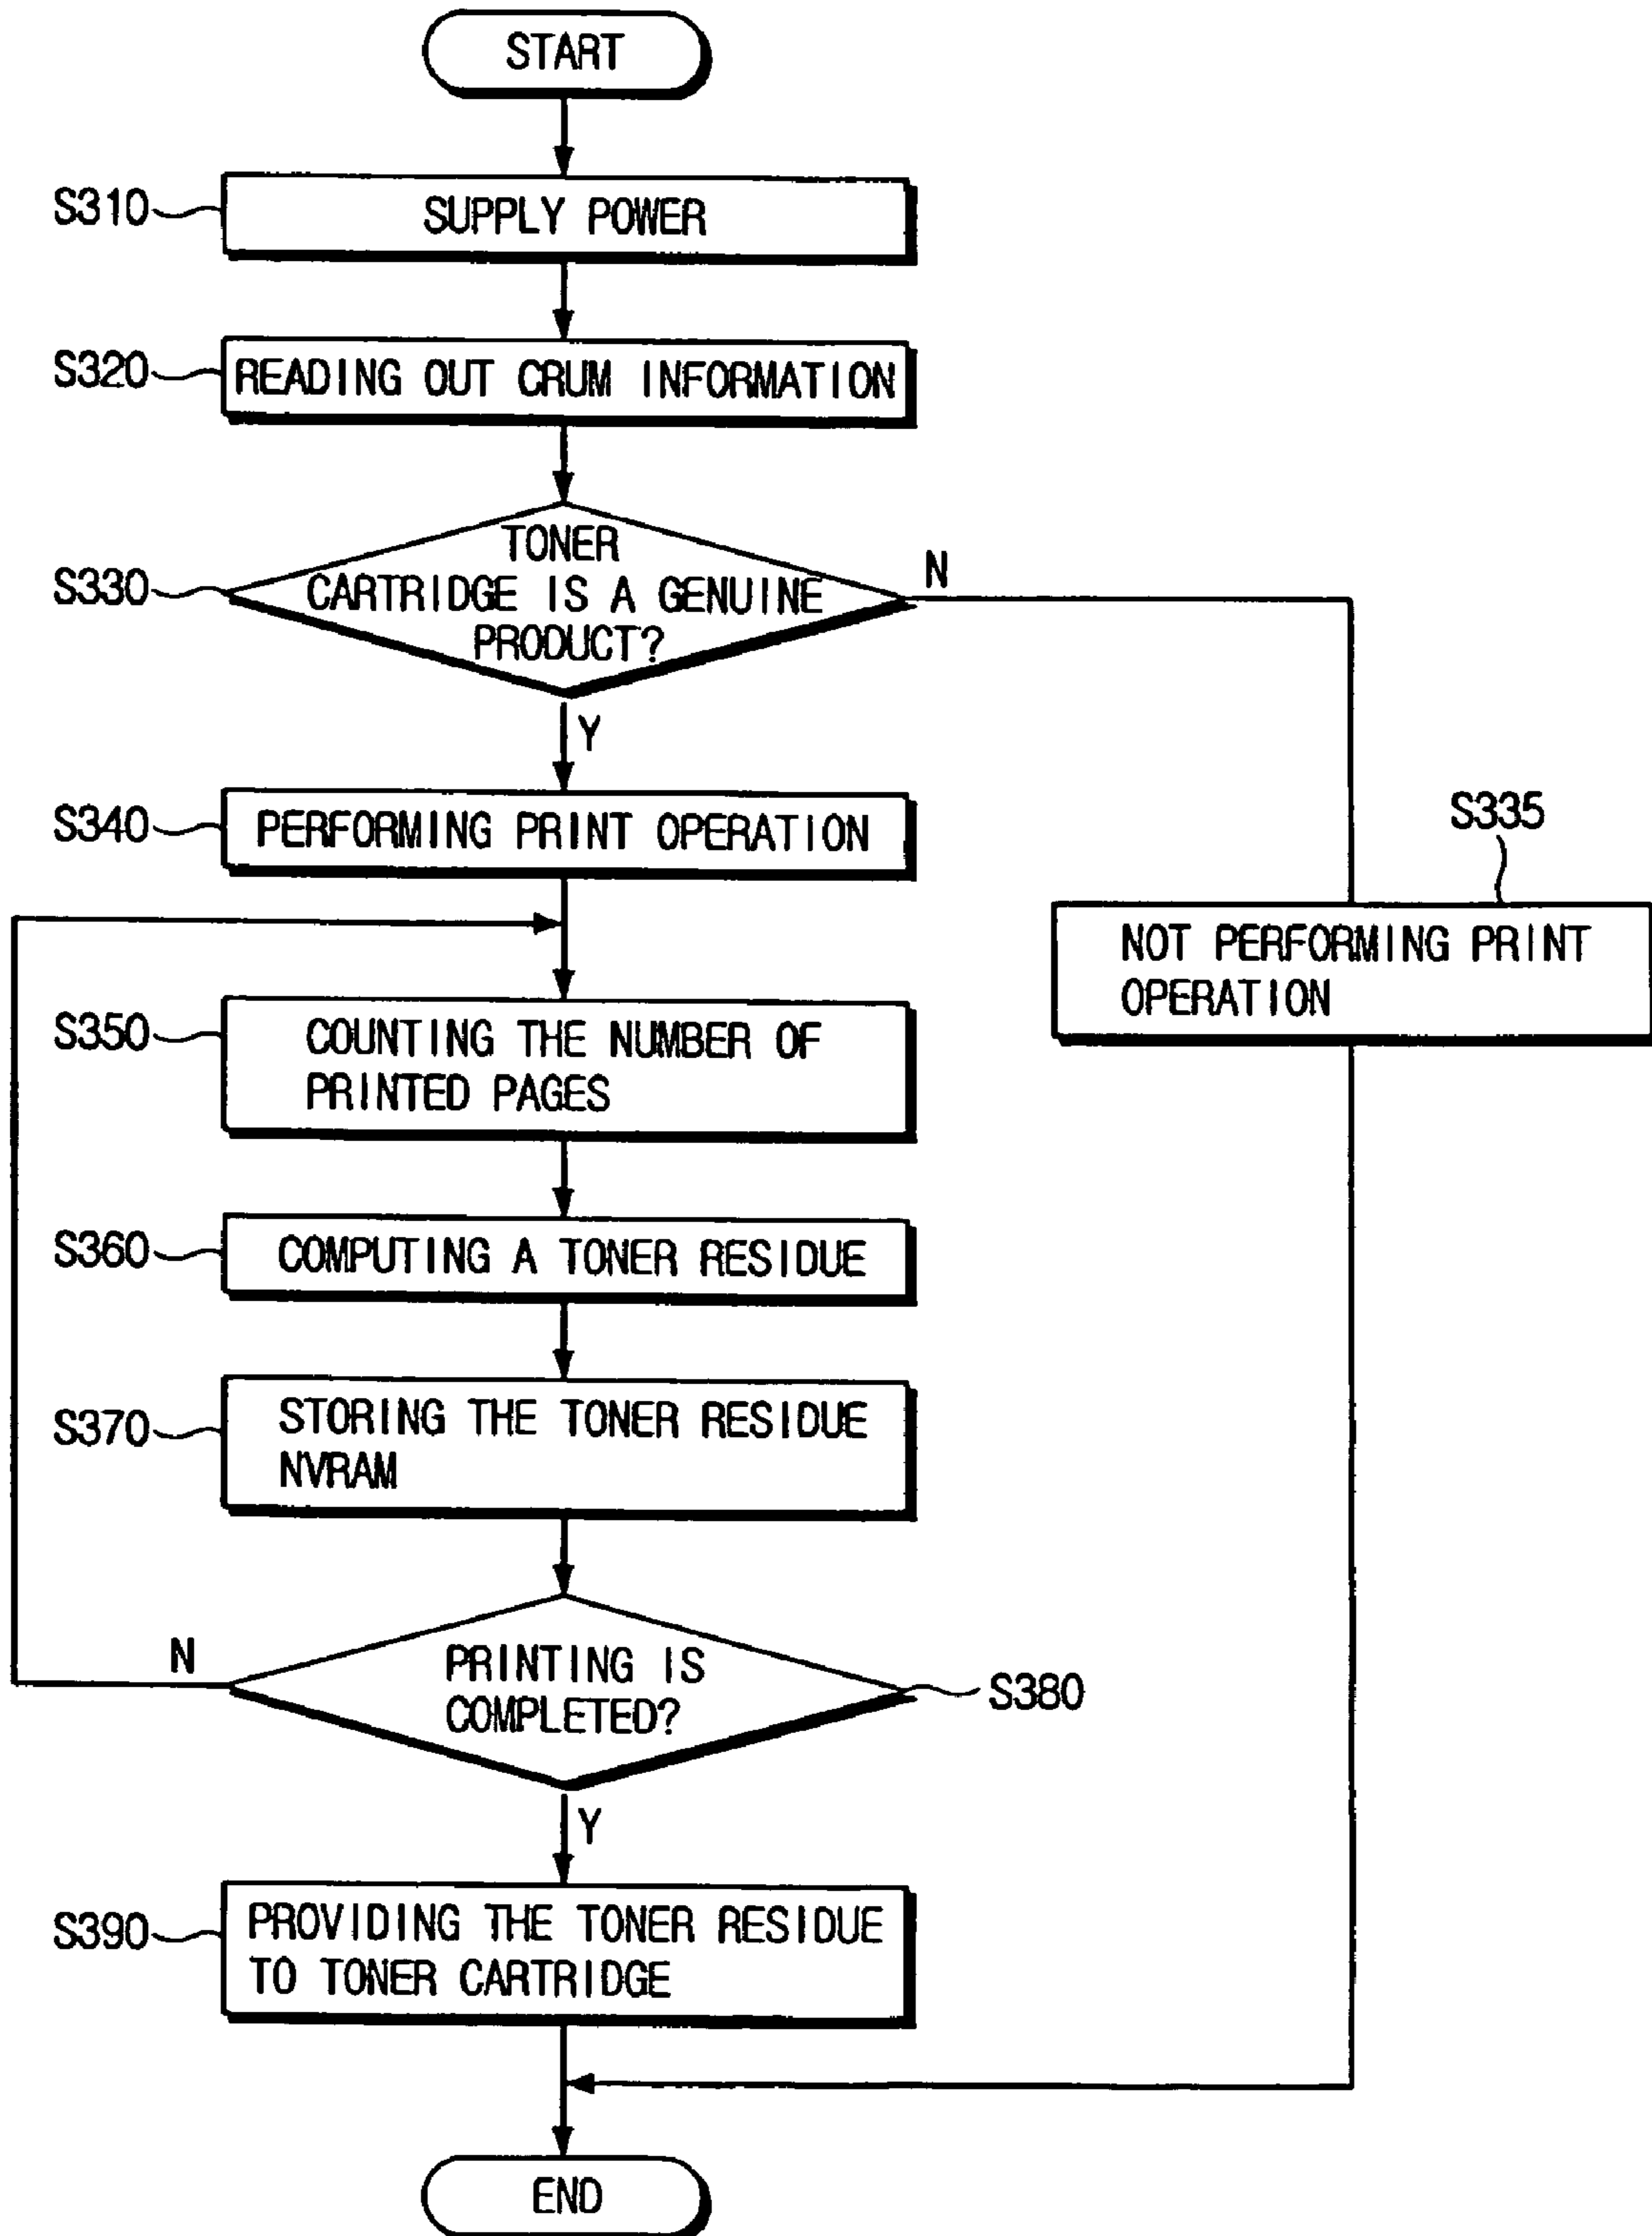 START
S310
SUPPLY POWER
S320
READING OUT CRUM INFORMATION
S330
TONER
CARTRIDGE IS A GENUINE
PRODUCT?
N
Y
S340
PERFORMING PRINT OPERATION
S335
NOT PERFORMING PRINT
OPERATION
S350
COUNTING THE NUMBER OF
PRINTED PAGES
S360
COMPUTING A TONER RESIDUE
S370
STORING THE TONER RESIDUE
NVRAM
N
PRINTING IS
COMPLETED?
S380
Y
S390
PROVIDING THE TONER RESIDUE
TO TONER CARTRIDGE
END